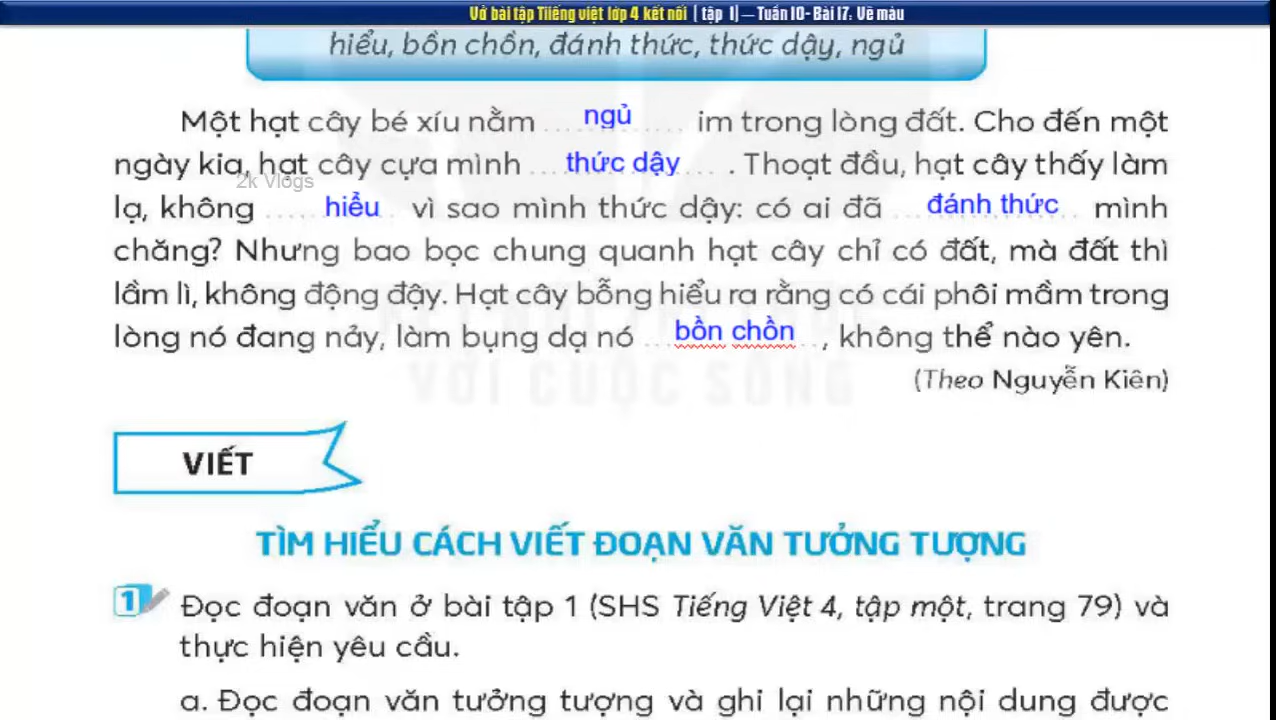 Vở bài tập Tiiếng việt lớp 4 kết nối ( tập 1) – Tuần 10- Bài 17: Vẽ màu
hiểu, bồn chồn, đánh thức, thức dậy, ngủ
Một hạt cây bé xíu nằm ngủ im trong lòng đất. Cho đến một
ngày kia, hạt cây cựa mình thức dậy . Thoạt đầu, hạt cây thấy làm
2k Vlogs
lạ, không hiểu vì sao mình thức dậy: có ai đã đánh thức mình
chăng? Nhưng bao bọc chung quanh hạt cây chỉ có đất, mà đất thì
lầm lì, không động đậy. Hạt cây bỗng hiểu ra rằng có cái phôi mầm trong
lòng nó đang nảy, làm bụng dạ nó bồn chồn , không thể nào yên.
VỚI CUỘC SỐNG
(Theo Nguyễn Kiên)
VIẾT
TÌM HIỂU CÁCH VIẾT ĐOẠN VĂN TƯỞNG TƯỢNG
1 Đọc đoạn văn ở bài tập 1 (SHS Tiếng Việt 4, tập một, trang 79) và
thực hiện yêu cầu.
a. Đọc đoạn văn tưởng tượng và ghi lại những nội dung được